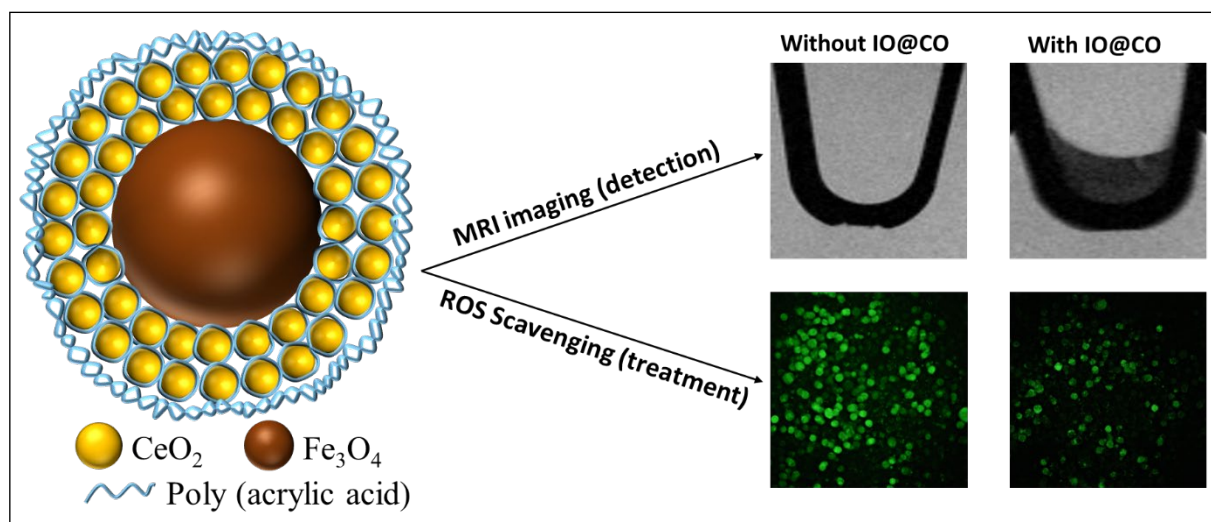 Without IO@CO
With IO@CO
MRI imaging (detection)
ROS Scavenging (treatment)
CeO₂
Fe₃O₄
Poly (acrylic acid)